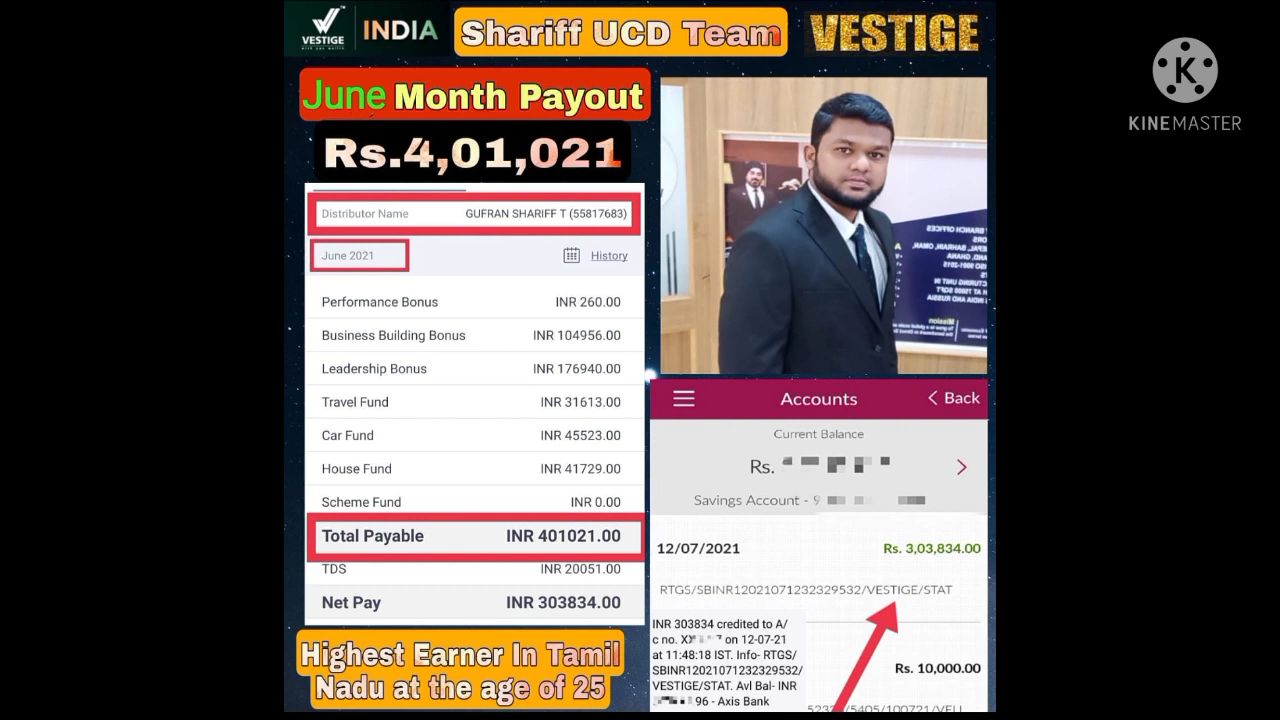 VESTIGE
INDIA
Shariff UCD Team
VESTIGE
K
KINEMASTER
June Month Payout
Rs.4,01,021
Distributor Name GUFRAN SHARIFF T (55817683)
June 2021 History
Performance Bonus INR 260.00
Business Building Bonus INR 104956.00
Leadership Bonus INR 176940.00
Travel Fund INR 31613.00
Car Fund INR 45523.00
House Fund INR 41729.00
Scheme Fund INR 0.00
Total Payable INR 401021.00
TDS INR 20051.00
Net Pay INR 303834.00
Highest Earner In Tamil
Nadu at the age of 25
Mission
Accounts
< Back
Current Balance
Rs.
Savings Account - 9
12/07/2021 Rs. 3,03,834.00
RTGS/SBINR12021071232329532/VESTIGE/STAT
INR 303834 credited to A/
c no. XX on 12-07-21
at 11:48:18 IST. Info- RTGS/
SBINR12021071232329532/
VESTIGE/STAT. Avl Bal- INR
96 - Axis Bank
Rs. 10,000.00